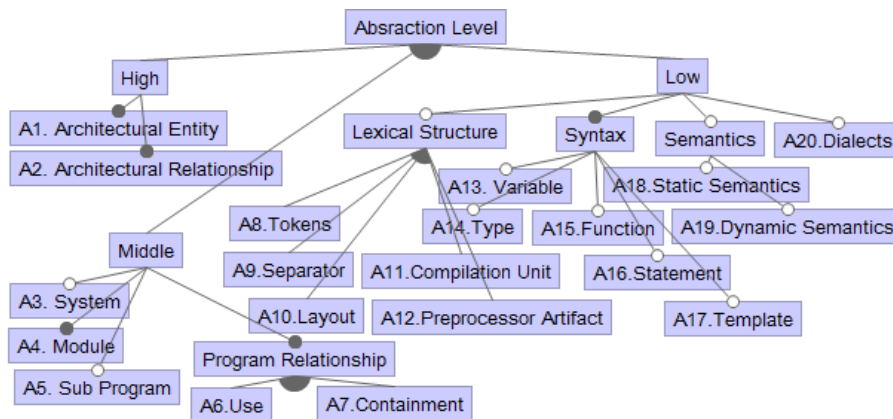 Absraction Level
High
Low
A1. Architectural Entity
Lexical Structure
Syntax
Semantics
A20.Dialects
A2. Architectural Relationship
A13. Variable
A18.Static Semantics
A8.Tokens
A14.Type
A15.Function
A19.Dynamic Semantics
Middle
A9.Separator
A11.Compilation Unit
A16.Statement
A3. System
A10.Layout
A12.Preprocessor Artifact
A17.Template
A4. Module
Program Relationship
A5. Sub Program
A6.Use
A7.Containment